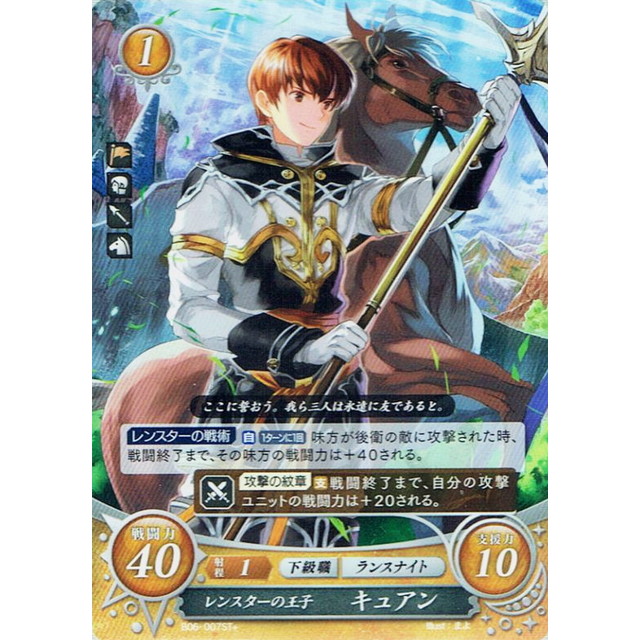 1
ここに誓おう。我ら三人は永遠に友であると。
レンスターの戦術 自 1ターンに1回 味方が後衛の敵に攻撃された時、
戦闘終了まで、その味方の戦闘力は＋40される。
攻撃の紋章 支 戦闘終了まで、自分の攻撃
ユニットの戦闘力は＋20される。
戦闘力
40
射程 1 下級職 ランスナイト
支援力
10
レンスターの王子 キュアン
B06-007ST+ Illust：まよ